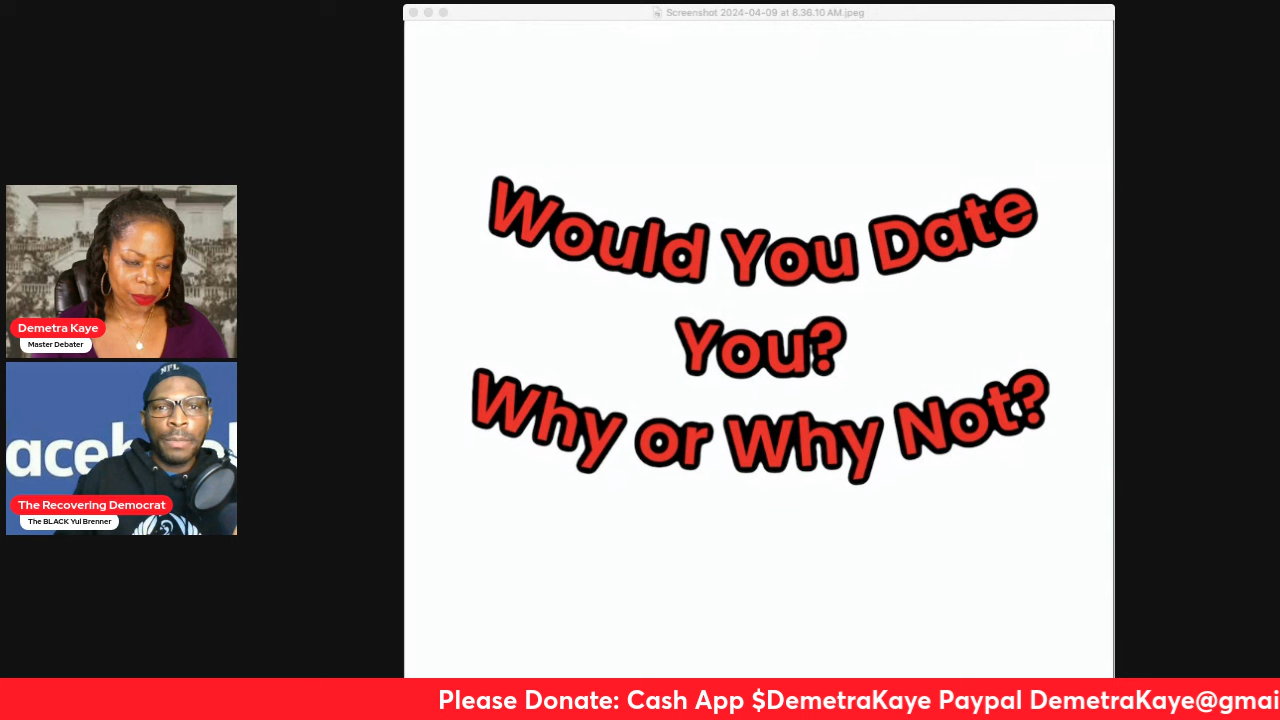 Screenshot 2024-04-09 at 8.36.10 AM.jpeg
Would You Date
You?
Why or Why Not?
Demetra Kaye
Master Debater
NFL
acebook
The Recovering Democrat
The BLACK Yul Brenner
Please Donate: Cash App $DemetraKaye Paypal DemetraKaye@gmai